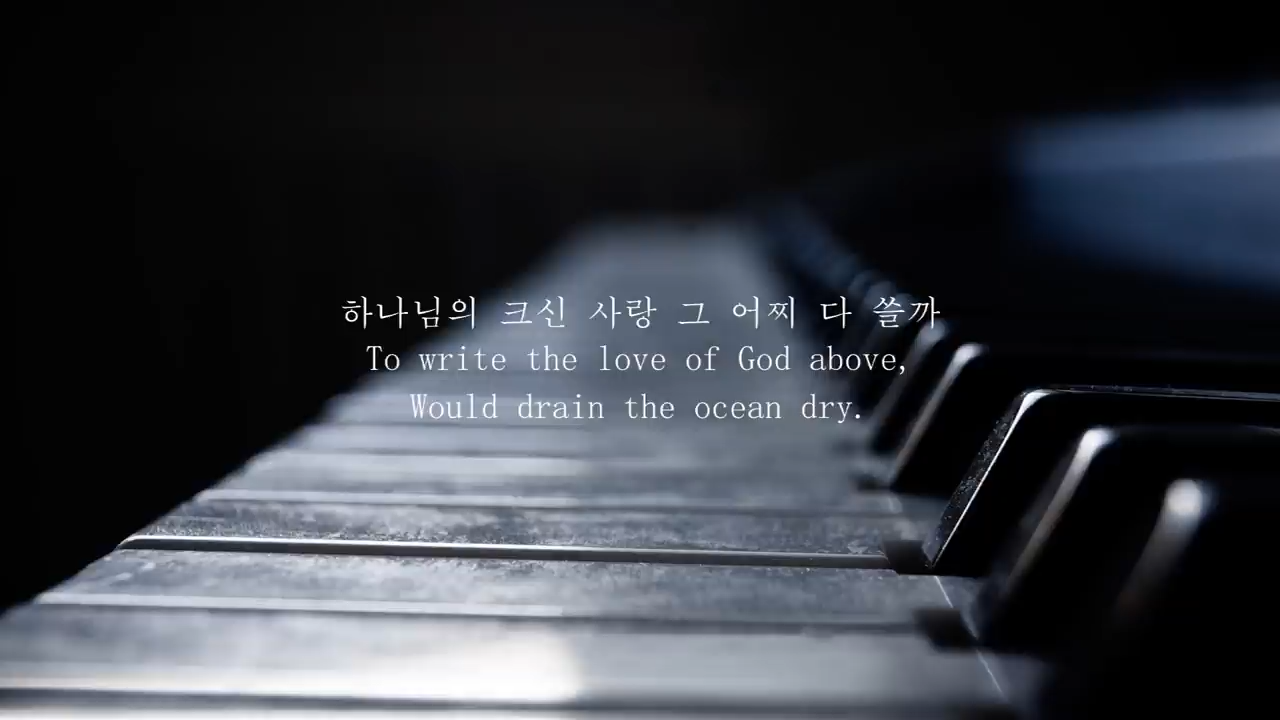 하나님의 크신 사랑 그 어찌 다 쓸까
To write the love of God above,
Would drain the ocean dry.